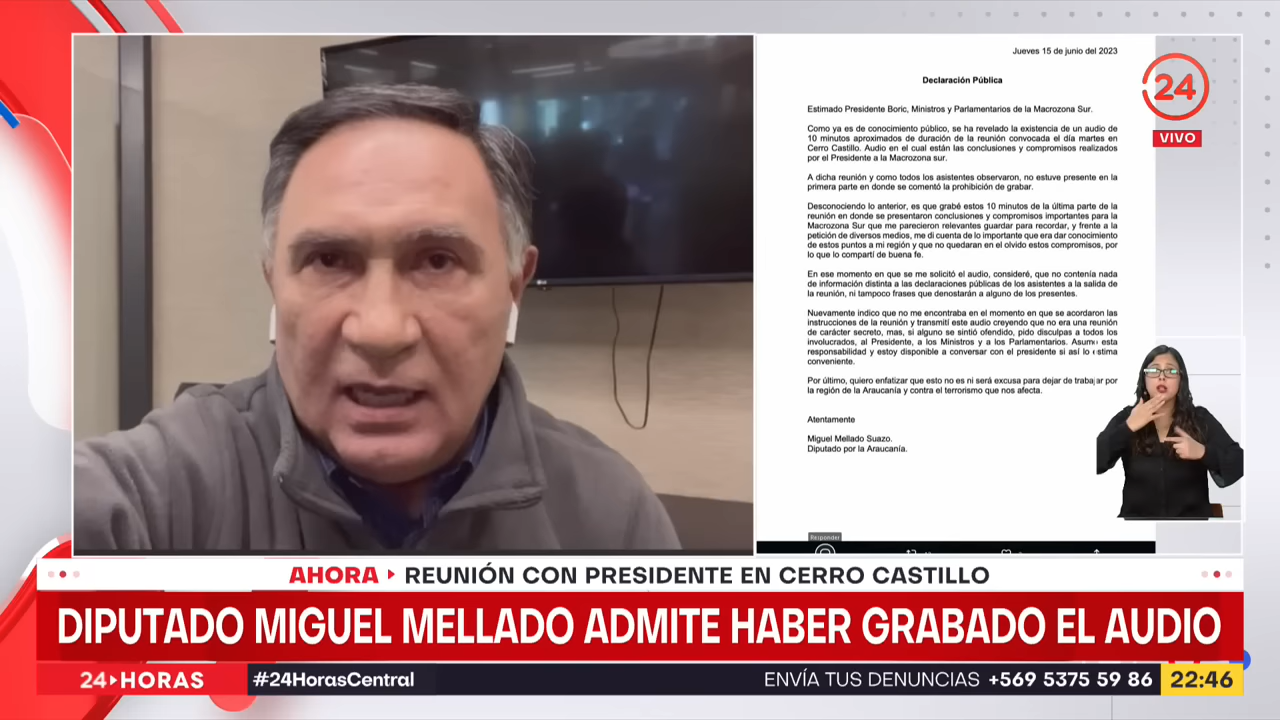 Jueves 15 de junio del 2023
Declaración Pública
Estimado Presidente Boric, Ministros y Parlamentarios de la Macrozona Sur.
Como ya es de conocimiento público, se ha revelado la existencia de un audio de
10 minutos aproximados de duración de la reunión convocada el día martes en
Cerro Castillo. Audio en el cual están las conclusiones y compromisos realizados
por el Presidente a la Macrozona sur.
A dicha reunión y como todos los asistentes observaron, no estuve presente en la
primera parte en donde se comentó la prohibición de grabar.
Desconociendo lo anterior, es que grabé estos 10 minutos de la última parte de la
reunión en donde se presentaron conclusiones y compromisos importantes para la
Macrozona Sur que me parecieron relevantes guardar para recordar, y frente a la
petición de diversos medios, me di cuenta de lo importante que era dar conocimiento
de estos puntos a mi región y que no quedaran en el olvido estos compromisos, por
lo que lo compartí de buena fe.
En ese momento en que se me solicitó el audio, consideré, que no contenía nada
de información distinta a las declaraciones públicas de los asistentes a la salida de
la reunión, ni tampoco frases que denostarán a alguno de los presentes.
Nuevamente indico que no me encontraba en el momento en que se acordaron las
instrucciones de la reunión y transmití este audio creyendo que no era una reunión
de carácter secreto, mas, si alguno se sintió ofendido, pido disculpas a todos los
involucrados, al Presidente, a los Ministros y a los Parlamentarios. Asumo esta
responsabilidad y estoy disponible a conversar con el presidente si así lo estima
conveniente.
Por último, quiero enfatizar que esto no es ni será excusa para dejar de trabajar por
la región de la Araucanía y contra el terrorismo que nos afecta.
Atentamente
Miguel Mellado Suazo.
Diputado por la Araucanía.
Responder
24
VIVO
AHORA REUNIÓN CON PRESIDENTE EN CERRO CASTILLO
DIPUTADO MIGUEL MELLADO ADMITE HABER GRABADO EL AUDIO
24 HORAS #24HorasCentral ENVÍA TUS DENUNCIAS +569 5375 59 86 22:46